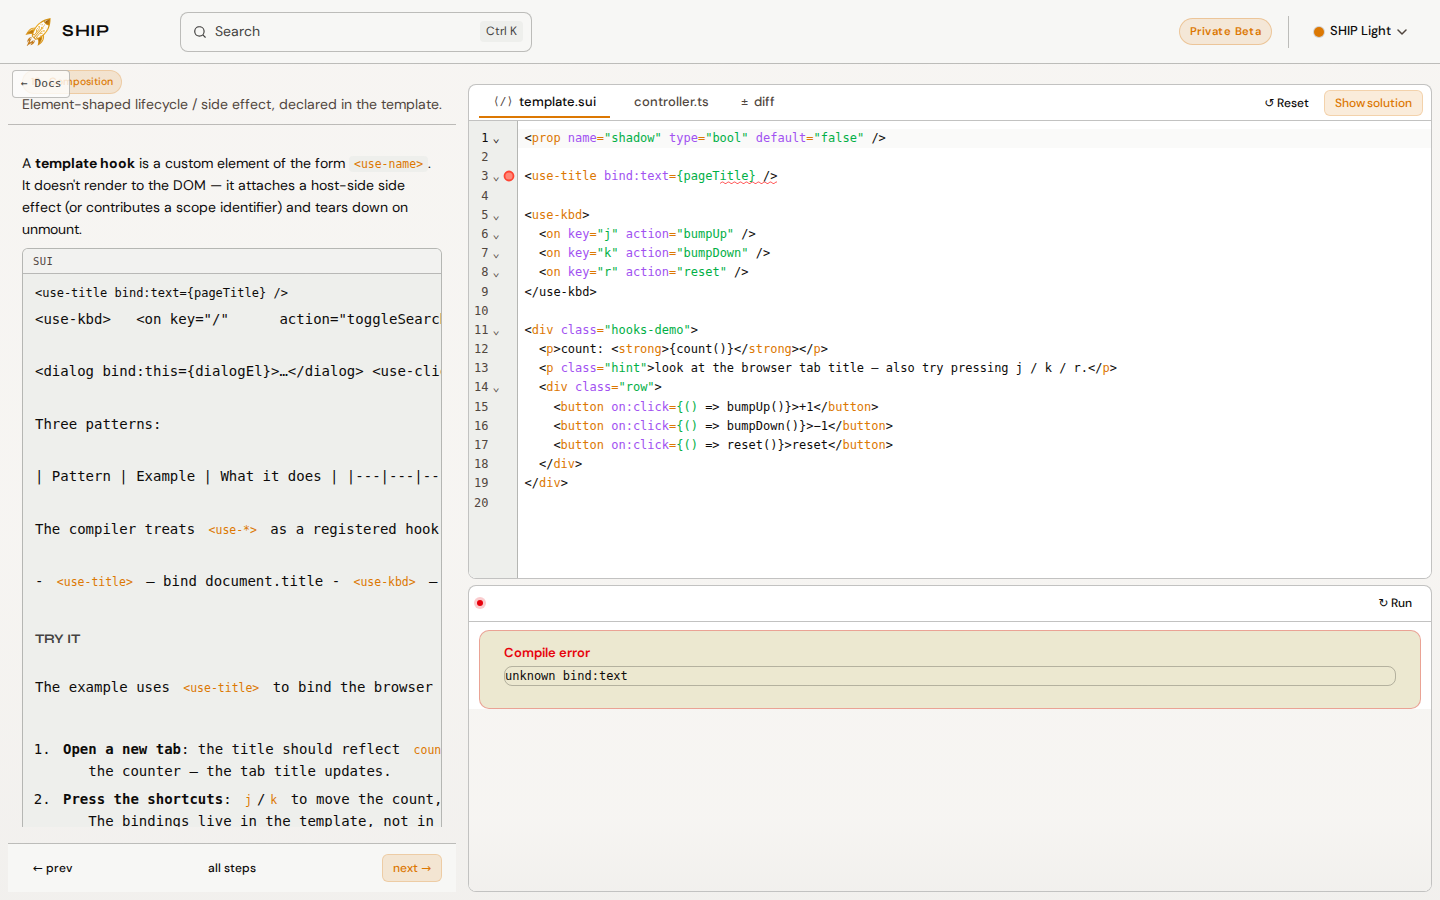 SHIP
Search
Ctrl K
Private Beta
SHIP Light
← Docs
mposition
Element-shaped lifecycle / side effect, declared in the template.
A template hook is a custom element of the form <use-name>.
It doesn't render to the DOM — it attaches a host-side side
effect (or contributes a scope identifier) and tears down on
unmount.
SUI
<use-title bind:text={pageTitle} />
<use-kbd>   <on key="/"      action="toggleSearch
<dialog bind:this={dialogEl}>…</dialog> <use-clic
Three patterns:
| Pattern | Example | What it does | |---|---|--
The compiler treats <use-*> as a registered hook
- <use-title> — bind document.title - <use-kbd> —
TRY IT
The example uses <use-title> to bind the browser
1. Open a new tab: the title should reflect coun
the counter — the tab title updates.
2. Press the shortcuts: j / k to move the count,
The bindings live in the template, not in
← prev
all steps
next →
⟨/⟩ template.sui
controller.ts
± diff
↺ Reset
Show solution
1 <prop name="shadow" type="bool" default="false" />
2
3 <use-title bind:text={pageTitle} />
4
5 <use-kbd>
6   <on key="j" action="bumpUp" />
7   <on key="k" action="bumpDown" />
8   <on key="r" action="reset" />
9 </use-kbd>
10
11 <div class="hooks-demo">
12   <p>count: <strong>{count()}</strong></p>
13   <p class="hint">look at the browser tab title — also try pressing j / k / r.</p>
14   <div class="row">
15     <button on:click={() => bumpUp()}>+1</button>
16     <button on:click={() => bumpDown()}>−1</button>
17     <button on:click={() => reset()}>reset</button>
18   </div>
19 </div>
20
↻ Run
Compile error
unknown bind:text